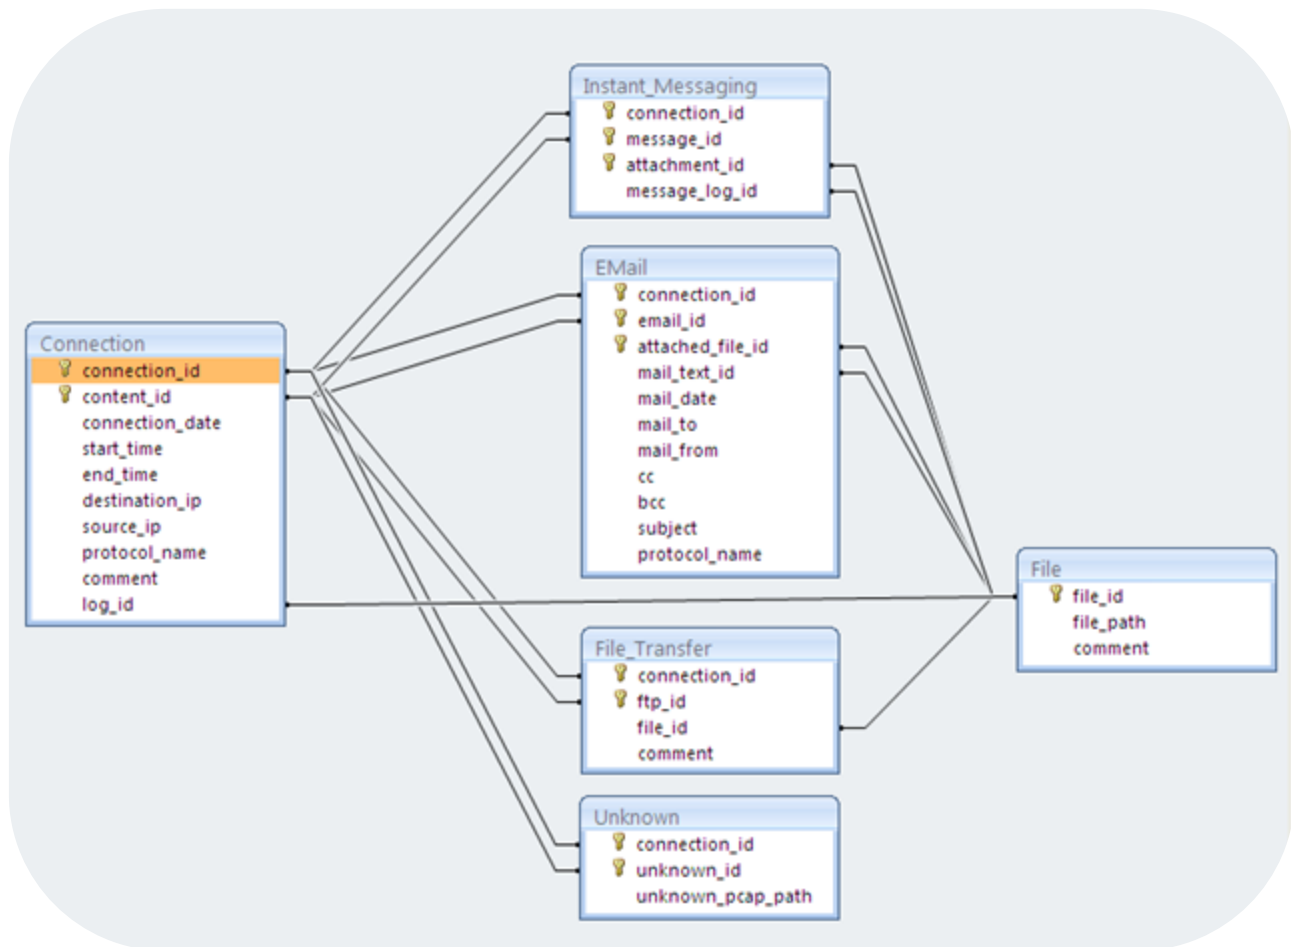 Instant_Messaging
connection_id
message_id
attachment_id
message_log_id
EMail
connection_id
email_id
attached_file_id
mail_text_id
mail_date
mail_to
mail_from
cc
bcc
subject
protocol_name
Connection
connection_id
content_id
connection_date
start_time
end_time
destination_ip
source_ip
protocol_name
comment
log_id
File
file_id
file_path
comment
File_Transfer
connection_id
ftp_id
file_id
comment
Unknown
connection_id
unknown_id
unknown_pcap_path